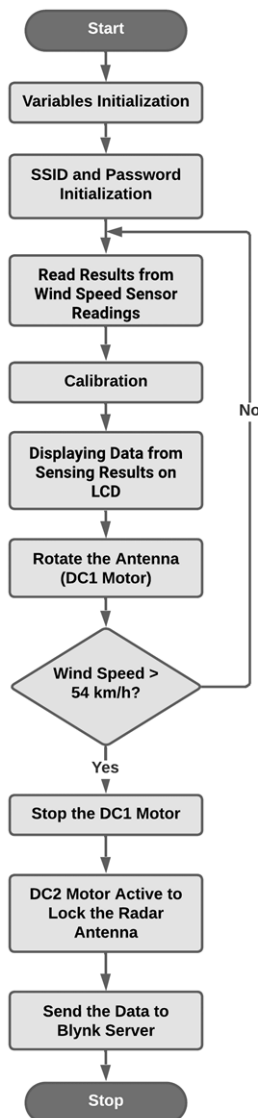 Start
Variables Initialization
SSID and Password
Initialization
Read Results from
Wind Speed Sensor
Readings
Calibration
No
Displaying Data from
Sensing Results on
LCD
Rotate the Antenna
(DC1 Motor)
Wind Speed >
54 km/h?
Yes
Stop the DC1 Motor
DC2 Motor Active to
Lock the Radar
Antenna
Send the Data to
Blynk Server
Stop